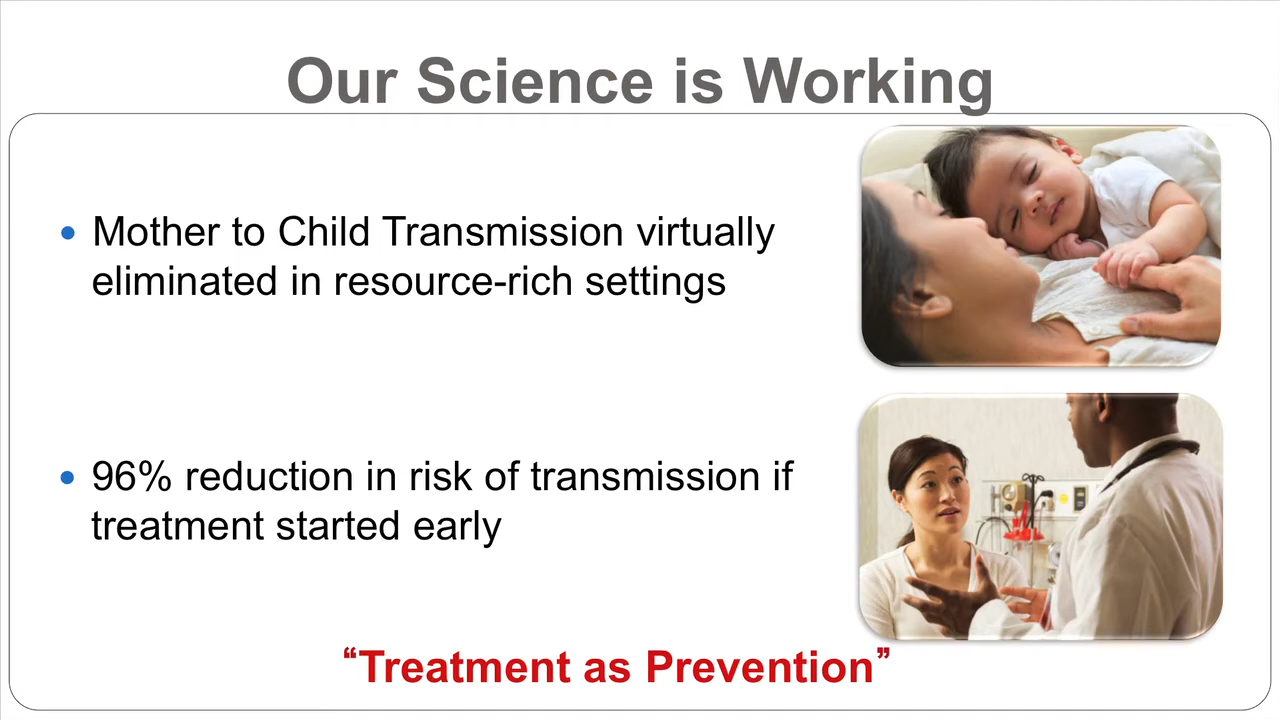 Our Science is Working
• Mother to Child Transmission virtually
eliminated in resource-rich settings
• 96% reduction in risk of transmission if
treatment started early
“Treatment as Prevention”